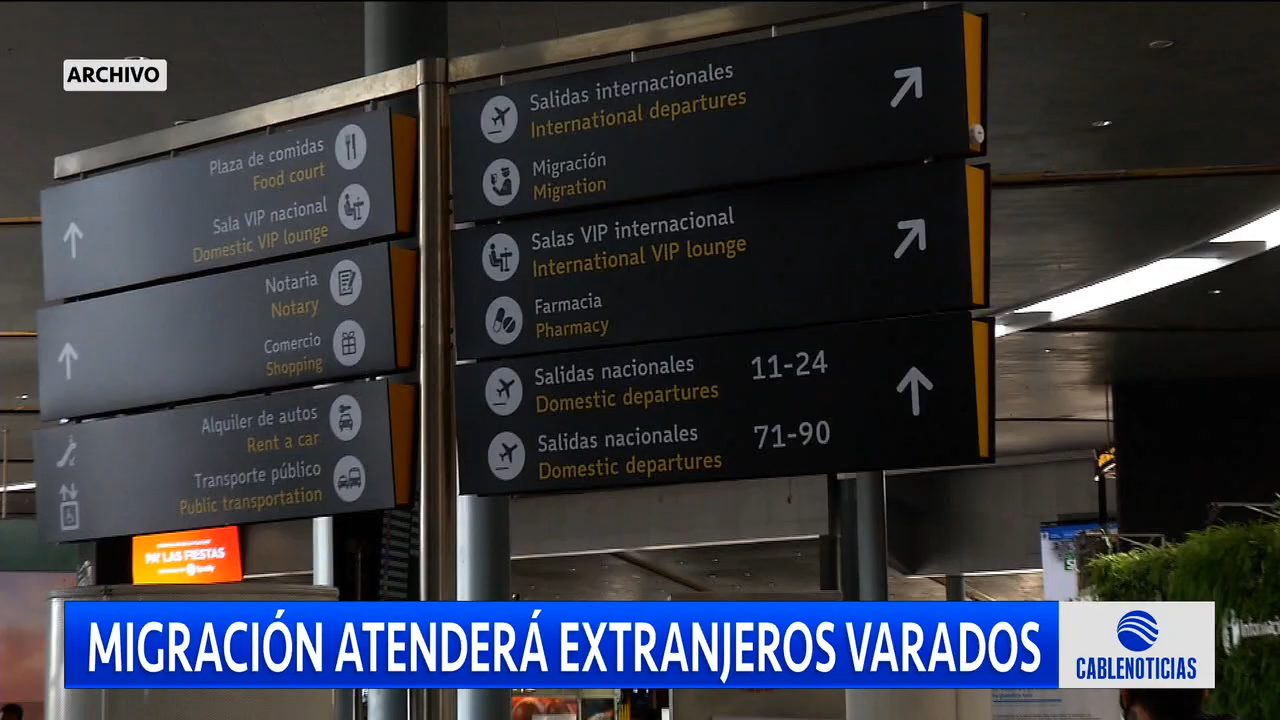 ARCHIVO
Plaza de comidas
Food court
Sala VIP nacional
Domestic VIP lounge
Notaria
Notary
Comercio
Shopping
Alquiler de autos
Rent a car
Transporte público
Public transportation
Salidas internacionales
International departures
Migración
Migration
Salas VIP internacional
International VIP lounge
Farmacia
Pharmacy
Salidas nacionales 11-24
Domestic departures
Salidas nacionales 71-90
Domestic departures
PA' LAS FIESTAS
Spotify
MIGRACIÓN ATENDERÁ EXTRANJEROS VARADOS
CABLENOTICIAS